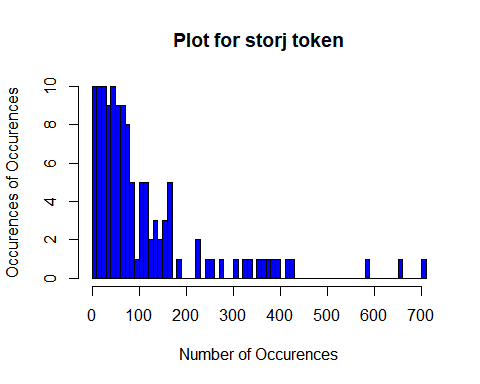 Plot for storj token
Occurences of Occurences
10
8
6
4
2
0
0 100 200 300 400 500 600 700
Number of Occurences